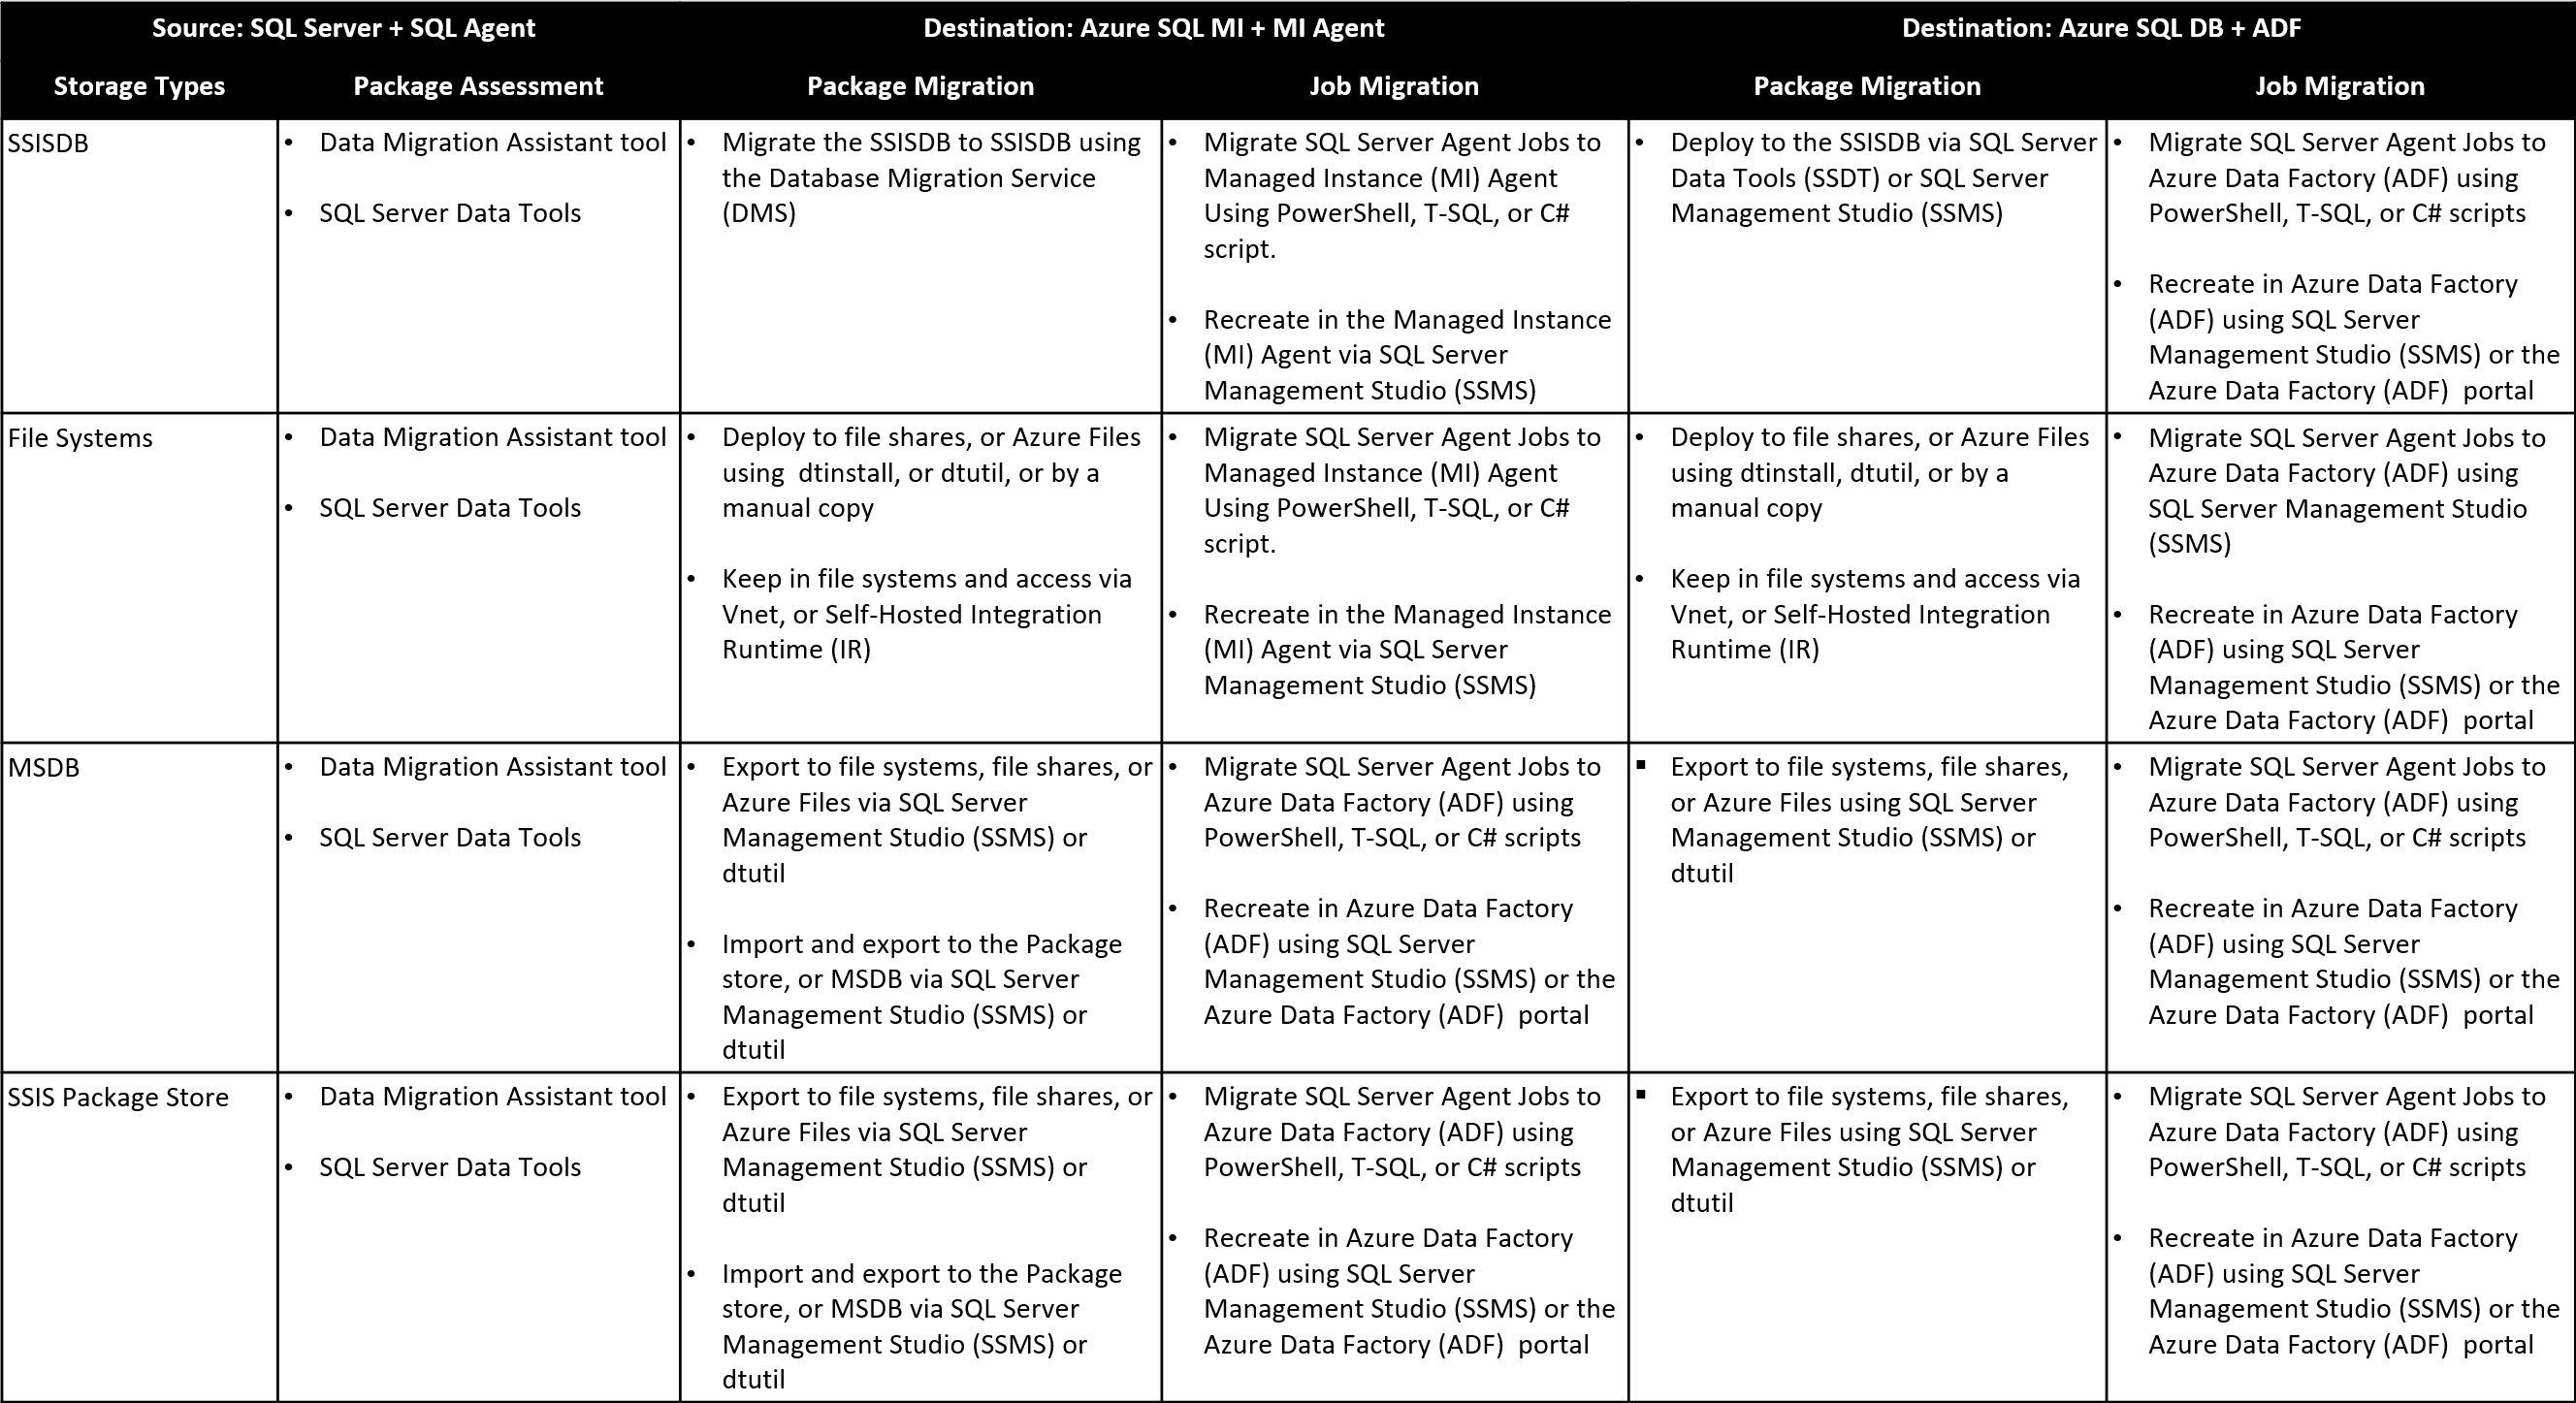 Source: SQL Server + SQL Agent
Destination: Azure SQL MI + MI Agent
Destination: Azure SQL DB + ADF
Storage Types
Package Assessment
Package Migration
Job Migration
Package Migration
Job Migration
SSISDB
• Data Migration Assistant tool
• SQL Server Data Tools
• Migrate the SSISDB to SSISDB using
the Database Migration Service
(DMS)
• Migrate SQL Server Agent Jobs to
Managed Instance (MI) Agent
Using PowerShell, T-SQL, or C#
script.
• Recreate in the Managed Instance
(MI) Agent via SQL Server
Management Studio (SSMS)
• Deploy to the SSISDB via SQL Server
Data Tools (SSDT) or SQL Server
Management Studio (SSMS)
• Migrate SQL Server Agent Jobs to
Azure Data Factory (ADF) using
PowerShell, T-SQL, or C# scripts
• Recreate in Azure Data Factory
(ADF) using SQL Server
Management Studio (SSMS) or the
Azure Data Factory (ADF)  portal
File Systems
• Data Migration Assistant tool
• SQL Server Data Tools
• Deploy to file shares, or Azure Files
using  dtinstall, or dtutil, or by a
manual copy
• Keep in file systems and access via
Vnet, or Self-Hosted Integration
Runtime (IR)
• Migrate SQL Server Agent Jobs to
Managed Instance (MI) Agent
Using PowerShell, T-SQL, or C#
script.
• Recreate in the Managed Instance
(MI) Agent via SQL Server
Management Studio (SSMS)
• Deploy to file shares, or Azure Files
using dtinstall, dtutil, or by a
manual copy
• Keep in file systems and access via
Vnet, or Self-Hosted Integration
Runtime (IR)
• Migrate SQL Server Agent Jobs to
Azure Data Factory (ADF) using
SQL Server Management Studio
(SSMS)
• Recreate in Azure Data Factory
(ADF) using SQL Server
Management Studio (SSMS) or the
Azure Data Factory (ADF)  portal
MSDB
• Data Migration Assistant tool
• SQL Server Data Tools
• Export to file systems, file shares, or
Azure Files via SQL Server
Management Studio (SSMS) or
dtutil
• Import and export to the Package
store, or MSDB via SQL Server
Management Studio (SSMS) or
dtutil
• Migrate SQL Server Agent Jobs to
Azure Data Factory (ADF) using
PowerShell, T-SQL, or C# scripts
• Recreate in Azure Data Factory
(ADF) using SQL Server
Management Studio (SSMS) or the
Azure Data Factory (ADF)  portal
▪ Export to file systems, file shares,
or Azure Files using SQL Server
Management Studio (SSMS) or
dtutil
• Migrate SQL Server Agent Jobs to
Azure Data Factory (ADF) using
PowerShell, T-SQL, or C# scripts
• Recreate in Azure Data Factory
(ADF) using SQL Server
Management Studio (SSMS) or the
Azure Data Factory (ADF)  portal
SSIS Package Store
• Data Migration Assistant tool
• SQL Server Data Tools
• Export to file systems, file shares, or
Azure Files via SQL Server
Management Studio (SSMS) or
dtutil
• Import and export to the Package
store, or MSDB via SQL Server
Management Studio (SSMS) or
dtutil
• Migrate SQL Server Agent Jobs to
Azure Data Factory (ADF) using
PowerShell, T-SQL, or C# scripts
• Recreate in Azure Data Factory
(ADF) using SQL Server
Management Studio (SSMS) or the
Azure Data Factory (ADF)  portal
▪ Export to file systems, file shares,
or Azure Files using SQL Server
Management Studio (SSMS) or
dtutil
• Migrate SQL Server Agent Jobs to
Azure Data Factory (ADF) using
PowerShell, T-SQL, or C# scripts
• Recreate in Azure Data Factory
(ADF) using SQL Server
Management Studio (SSMS) or the
Azure Data Factory (ADF)  portal